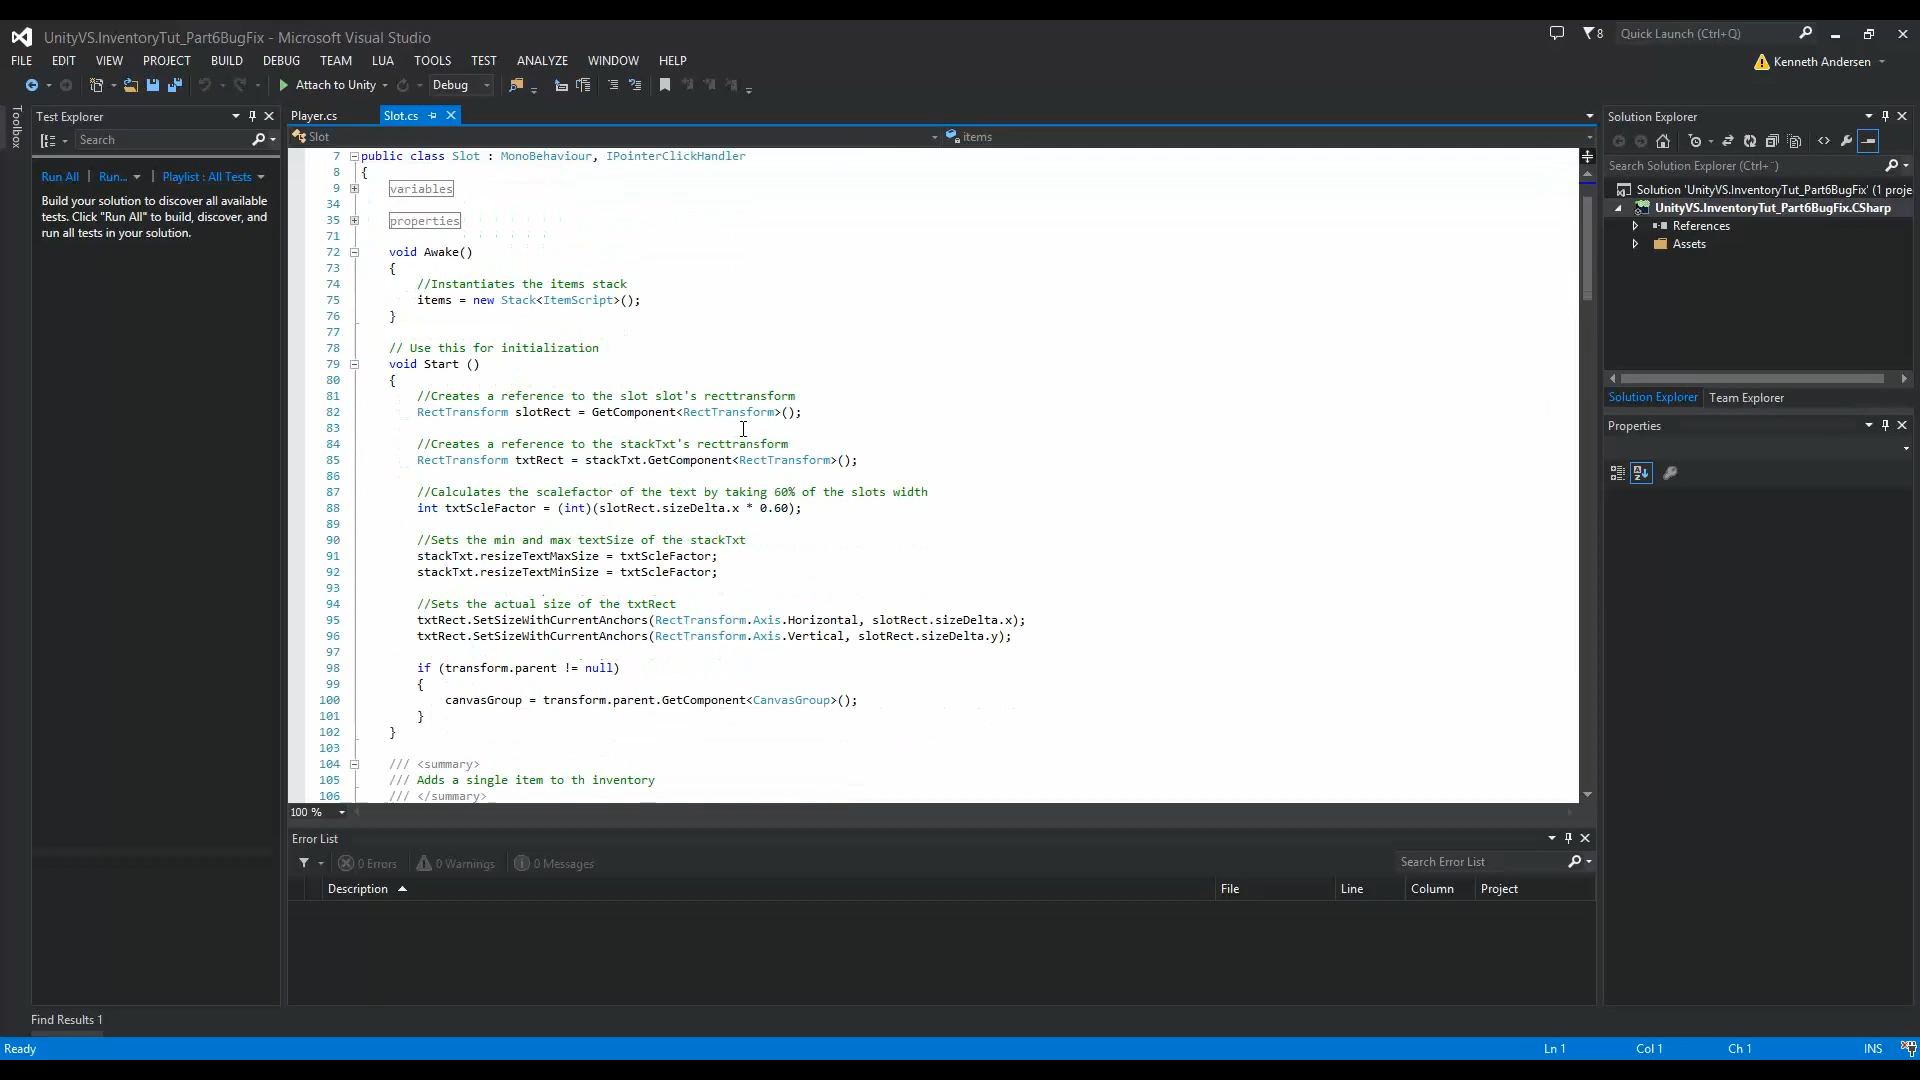 UnityVS.InventoryTut_Part6BugFix - Microsoft Visual Studio
8
Quick Launch (Ctrl+Q)
FILE EDIT VIEW PROJECT BUILD DEBUG TEAM LUA TOOLS TEST ANALYZE WINDOW HELP
Kenneth Andersen
Attach to Unity
Debug
Toolbox
Test Explorer
Search
Run All | Run... | Playlist : All Tests
Build your solution to discover all available
tests. Click "Run All" to build, discover, and
run all tests in your solution.
Player.cs Slot.cs
Slot items
7 public class Slot : MonoBehaviour, IPointerClickHandler
8 {
9 variables
34
35 properties
71
72 void Awake()
73 {
74 //Instantiates the items stack
75 items = new Stack<ItemScript>();
76 }
77
78 // Use this for initialization
79 void Start ()
80 {
81 //Creates a reference to the slot slot's recttransform
82 RectTransform slotRect = GetComponent<RectTransform>();
83
84 //Creates a reference to the stackTxt's recttransform
85 RectTransform txtRect = stackTxt.GetComponent<RectTransform>();
86
87 //Calculates the scalefactor of the text by taking 60% of the slots width
88 int txtScleFactor = (int)(slotRect.sizeDelta.x * 0.60);
89
90 //Sets the min and max textSize of the stackTxt
91 stackTxt.resizeTextMaxSize = txtScleFactor;
92 stackTxt.resizeTextMinSize = txtScleFactor;
93
94 //Sets the actual size of the txtRect
95 txtRect.SetSizeWithCurrentAnchors(RectTransform.Axis.Horizontal, slotRect.sizeDelta.x);
96 txtRect.SetSizeWithCurrentAnchors(RectTransform.Axis.Vertical, slotRect.sizeDelta.y);
97
98 if (transform.parent != null)
99 {
100 canvasGroup = transform.parent.GetComponent<CanvasGroup>();
101 }
102 }
103
104 /// <summary>
105 /// Adds a single item to th inventory
106 /// </summary>
100 %
Error List
0 Errors 0 Warnings 0 Messages
Search Error List
Description File Line Column Project
Solution Explorer
Search Solution Explorer (Ctrl+¨)
Solution 'UnityVS.InventoryTut_Part6BugFix' (1 proje
UnityVS.InventoryTut_Part6BugFix.CSharp
References
Assets
Solution Explorer Team Explorer
Properties
Find Results 1
Ready Ln 1 Col 1 Ch 1 INS